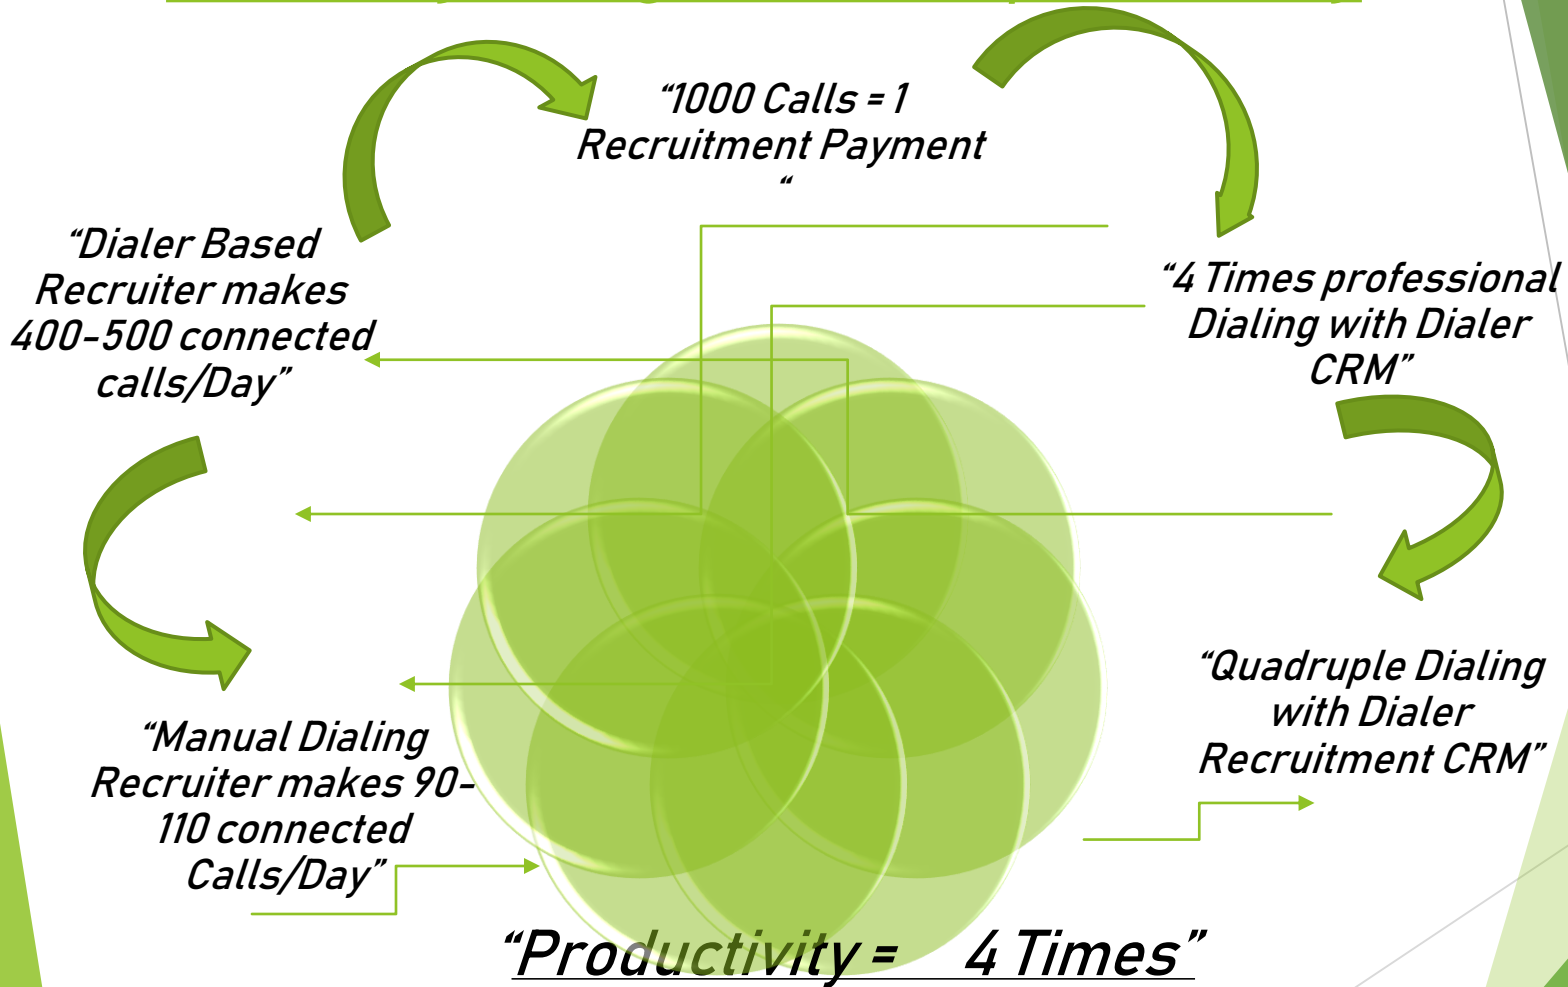 “1000 Calls = 1
Recruitment Payment
“
“Dialer Based
Recruiter makes
400-500 connected
calls/Day”
“4 Times professional
Dialing with Dialer
CRM”
“Manual Dialing
Recruiter makes 90-
110 connected
Calls/Day”
“Quadruple Dialing
with Dialer
Recruitment CRM”
“Productivity = 4 Times”